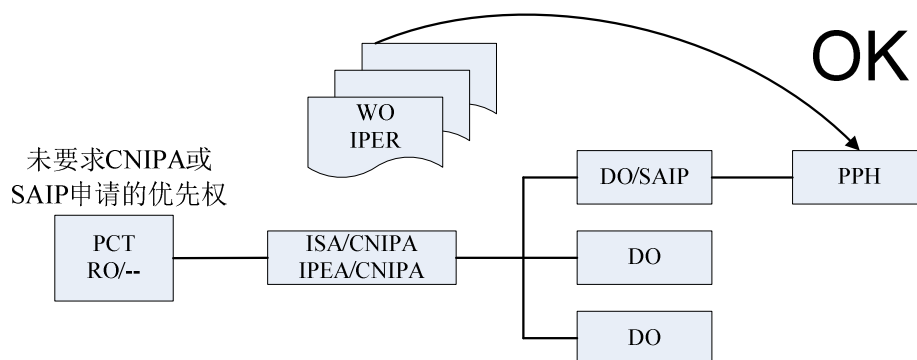 OK
WO
IPER
未要求CNIPA或
SAIP申请的优先权
PCT
RO/--
ISA/CNIPA
IPEA/CNIPA
DO/SAIP
PPH
DO
DO